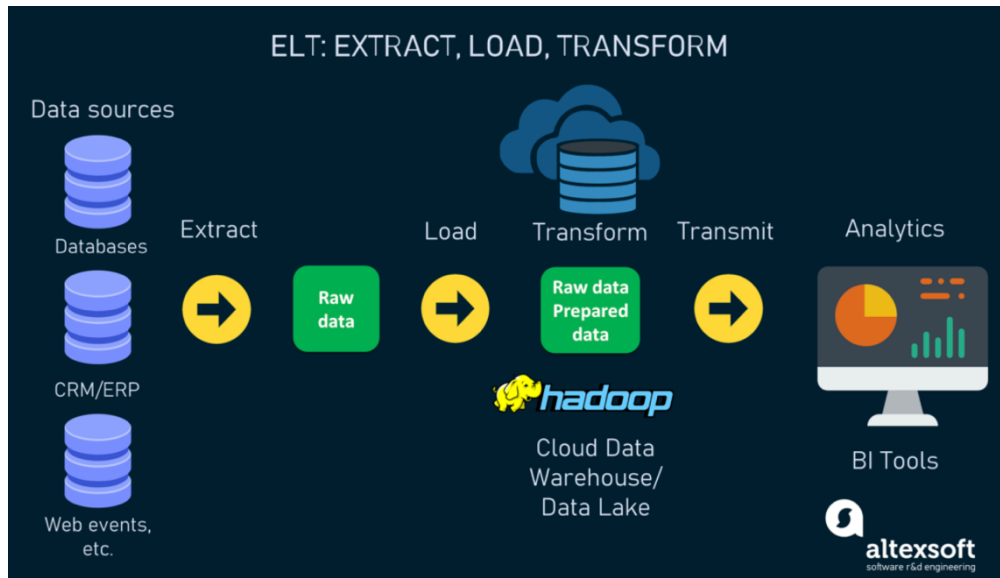 ELT: EXTRACT, LOAD, TRANSFORM
Data sources
Databases
CRM/ERP
Web events,
etc.
Extract
Raw
data
Load
Transform
Raw data
Prepared
data
hadoop
Cloud Data
Warehouse/
Data Lake
Transmit
Analytics
BI Tools
altexsoft
software r&d engineering